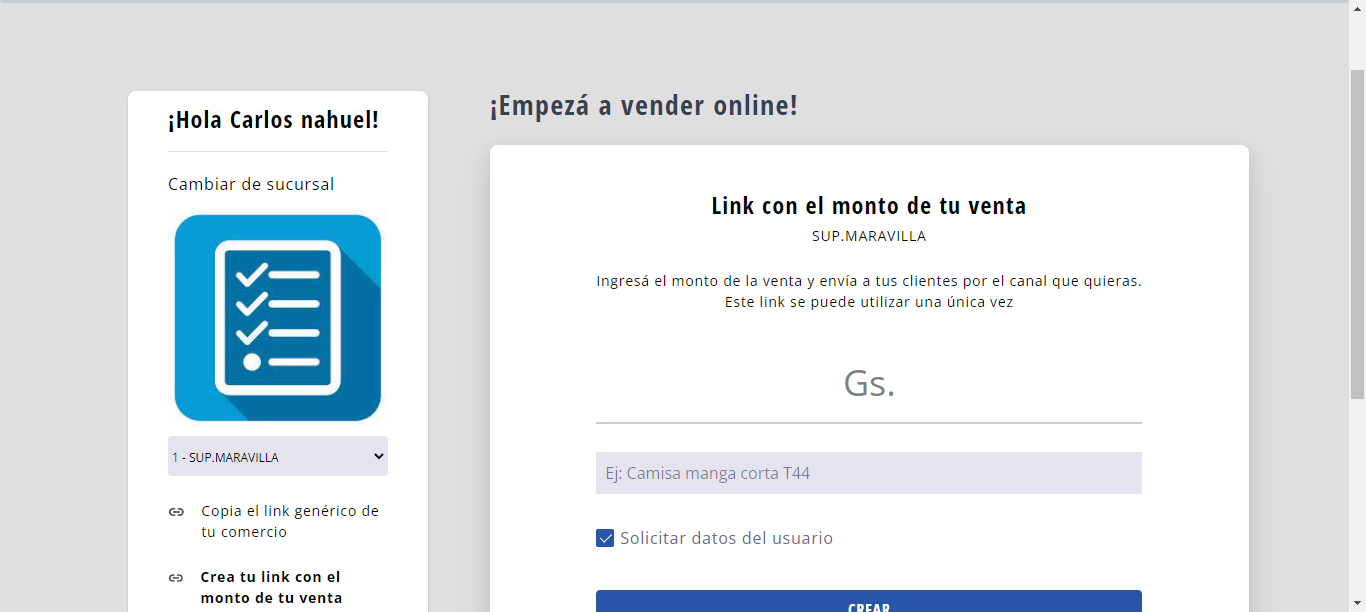 ¡Hola Carlos nahuel!
Cambiar de sucursal
1 - SUP.MARAVILLA
Copia el link genérico de
tu comercio
Crea tu link con el
monto de tu venta
¡Empezá a vender online!
Link con el monto de tu venta
SUP.MARAVILLA
Ingresá el monto de la venta y envía a tus clientes por el canal que quieras.
Este link se puede utilizar una única vez
Gs.
Ej: Camisa manga corta T44
Solicitar datos del usuario
CREAR